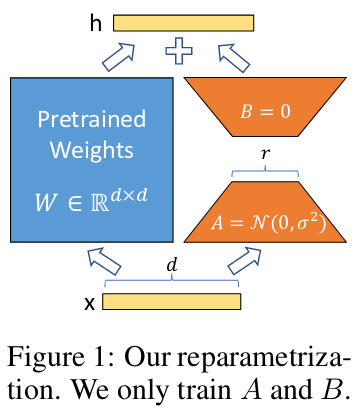 h
Pretrained
Weights
W ∈ ℝ^{d×d}
B = 0
r
A = 𝒩(0, σ²)
d
x
Figure 1: Our reparametriza-
tion. We only train A and B.